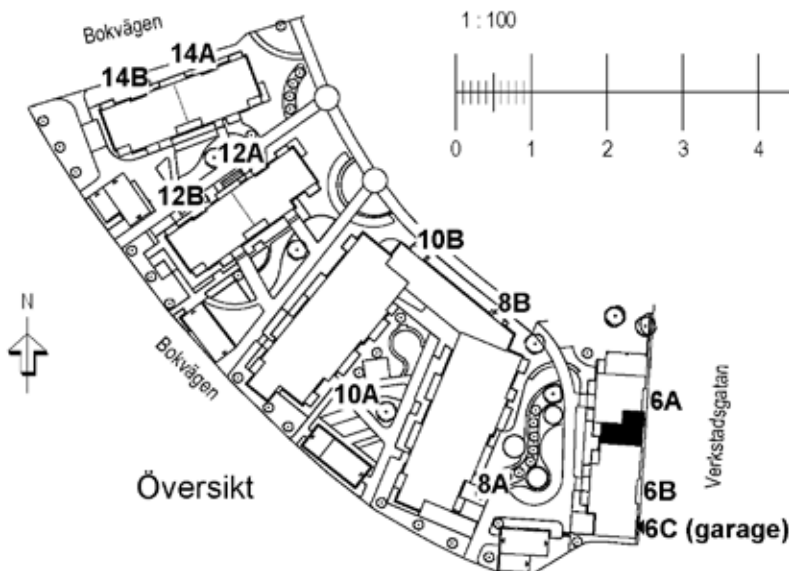 Bokvägen
1 : 100
14A
14B
0 1 2 3 4
12A
12B
10B
8B
N
Bokvägen
10A
6A
Verkstadsgatan
Översikt
8A
6B
6C (garage)